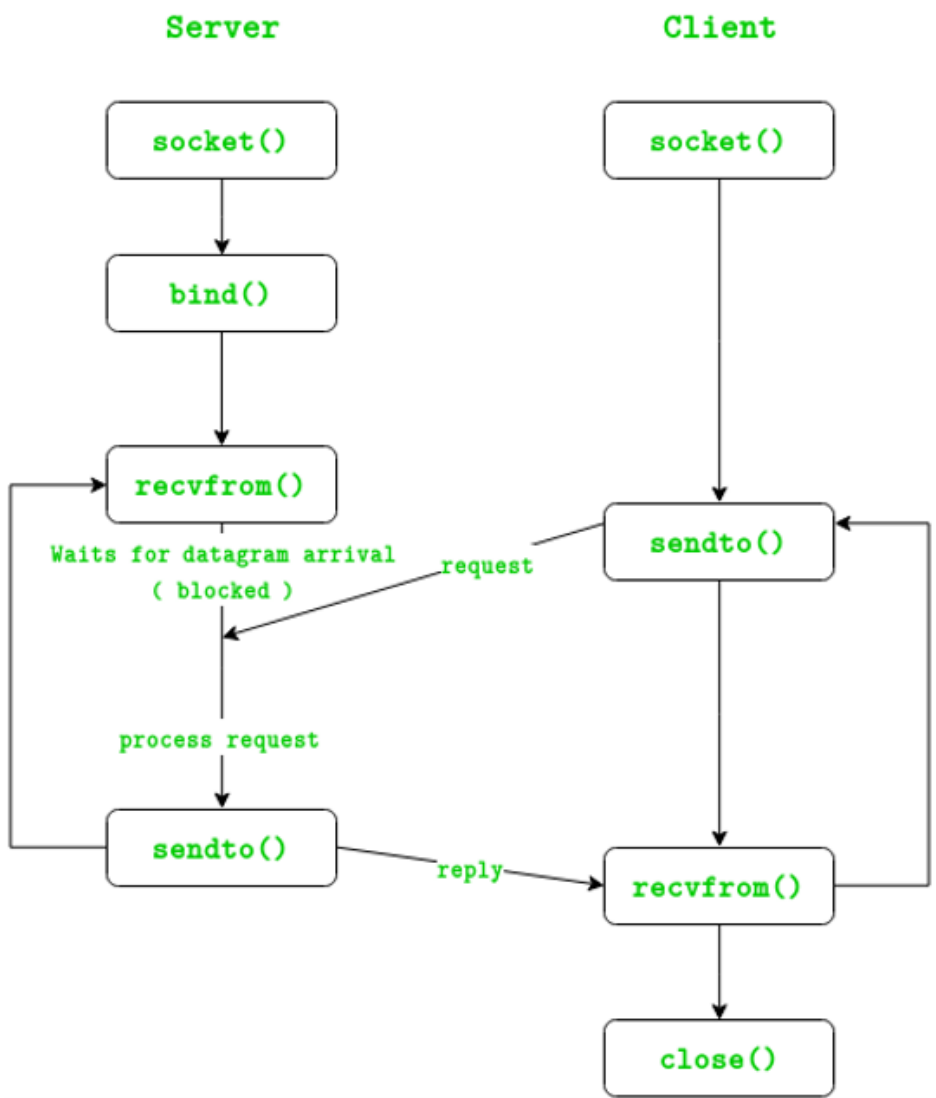 Server
Client
socket()
socket()
bind()
recvfrom()
Waits for datagram arrival
( blocked )
request
sendto()
process request
sendto()
reply
recvfrom()
close()